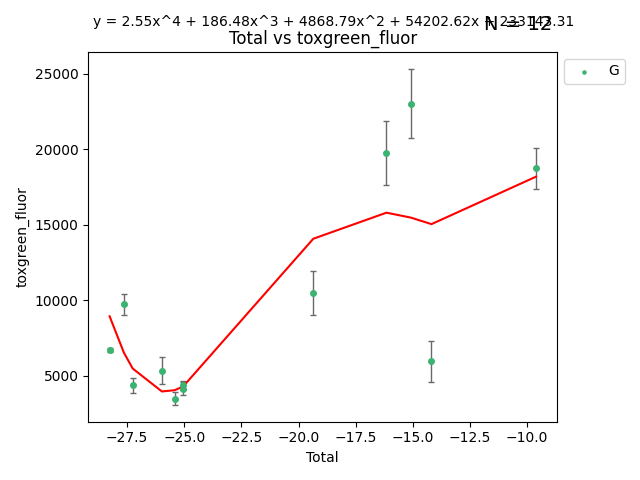 y = 2.55x^4 + 186.48x^3 + 4868.79x^2 + 54202.62x + 233143.31
N = 12
Total vs toxgreen_fluor
G
25000
20000
15000
10000
5000
toxgreen_fluor
−27.5 −25.0 −22.5 −20.0 −17.5 −15.0 −12.5 −10.0
Total